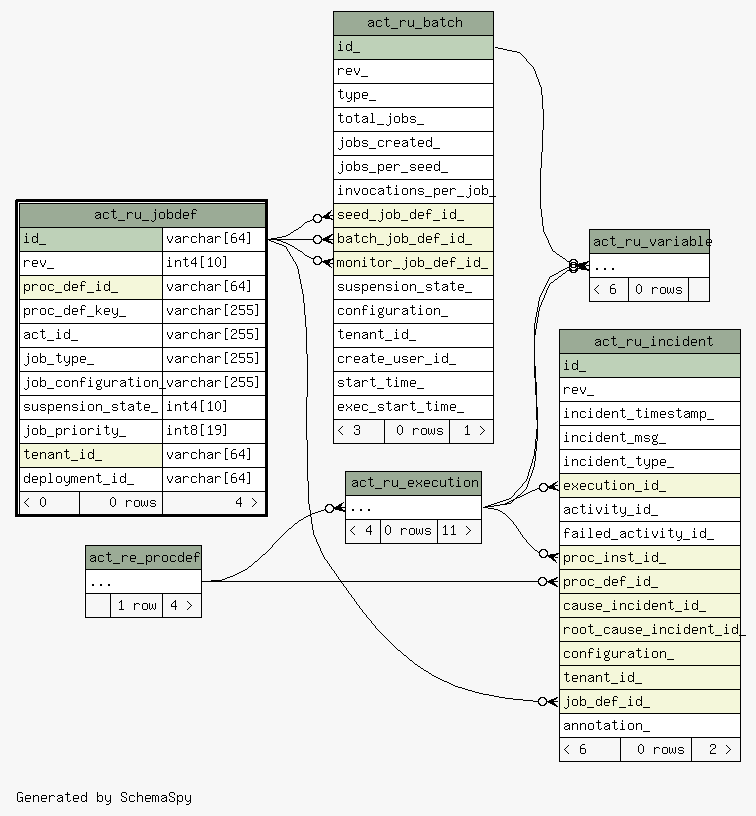 act_ru_batch
id_
rev_
type_
total_jobs_
jobs_created_
jobs_per_seed_
invocations_per_job_
seed_job_def_id_
batch_job_def_id_
monitor_job_def_id_
suspension_state_
configuration_
tenant_id_
create_user_id_
start_time_
exec_start_time_
< 3 0 rows 1 >
act_ru_jobdef
id_ varchar[64]
rev_ int4[10]
proc_def_id_ varchar[64]
proc_def_key_ varchar[255]
act_id_ varchar[255]
job_type_ varchar[255]
job_configuration_ varchar[255]
suspension_state_ int4[10]
job_priority_ int8[19]
tenant_id_ varchar[64]
deployment_id_ varchar[64]
< 0 0 rows 4 >
act_ru_variable
...
< 6 0 rows
act_ru_incident
id_
rev_
incident_timestamp_
incident_msg_
incident_type_
execution_id_
activity_id_
failed_activity_id_
proc_inst_id_
proc_def_id_
cause_incident_id_
root_cause_incident_id_
configuration_
tenant_id_
job_def_id_
annotation_
< 6 0 rows 2 >
act_ru_execution
...
< 4 0 rows 11 >
act_re_procdef
...
1 row 4 >
Generated by SchemaSpy